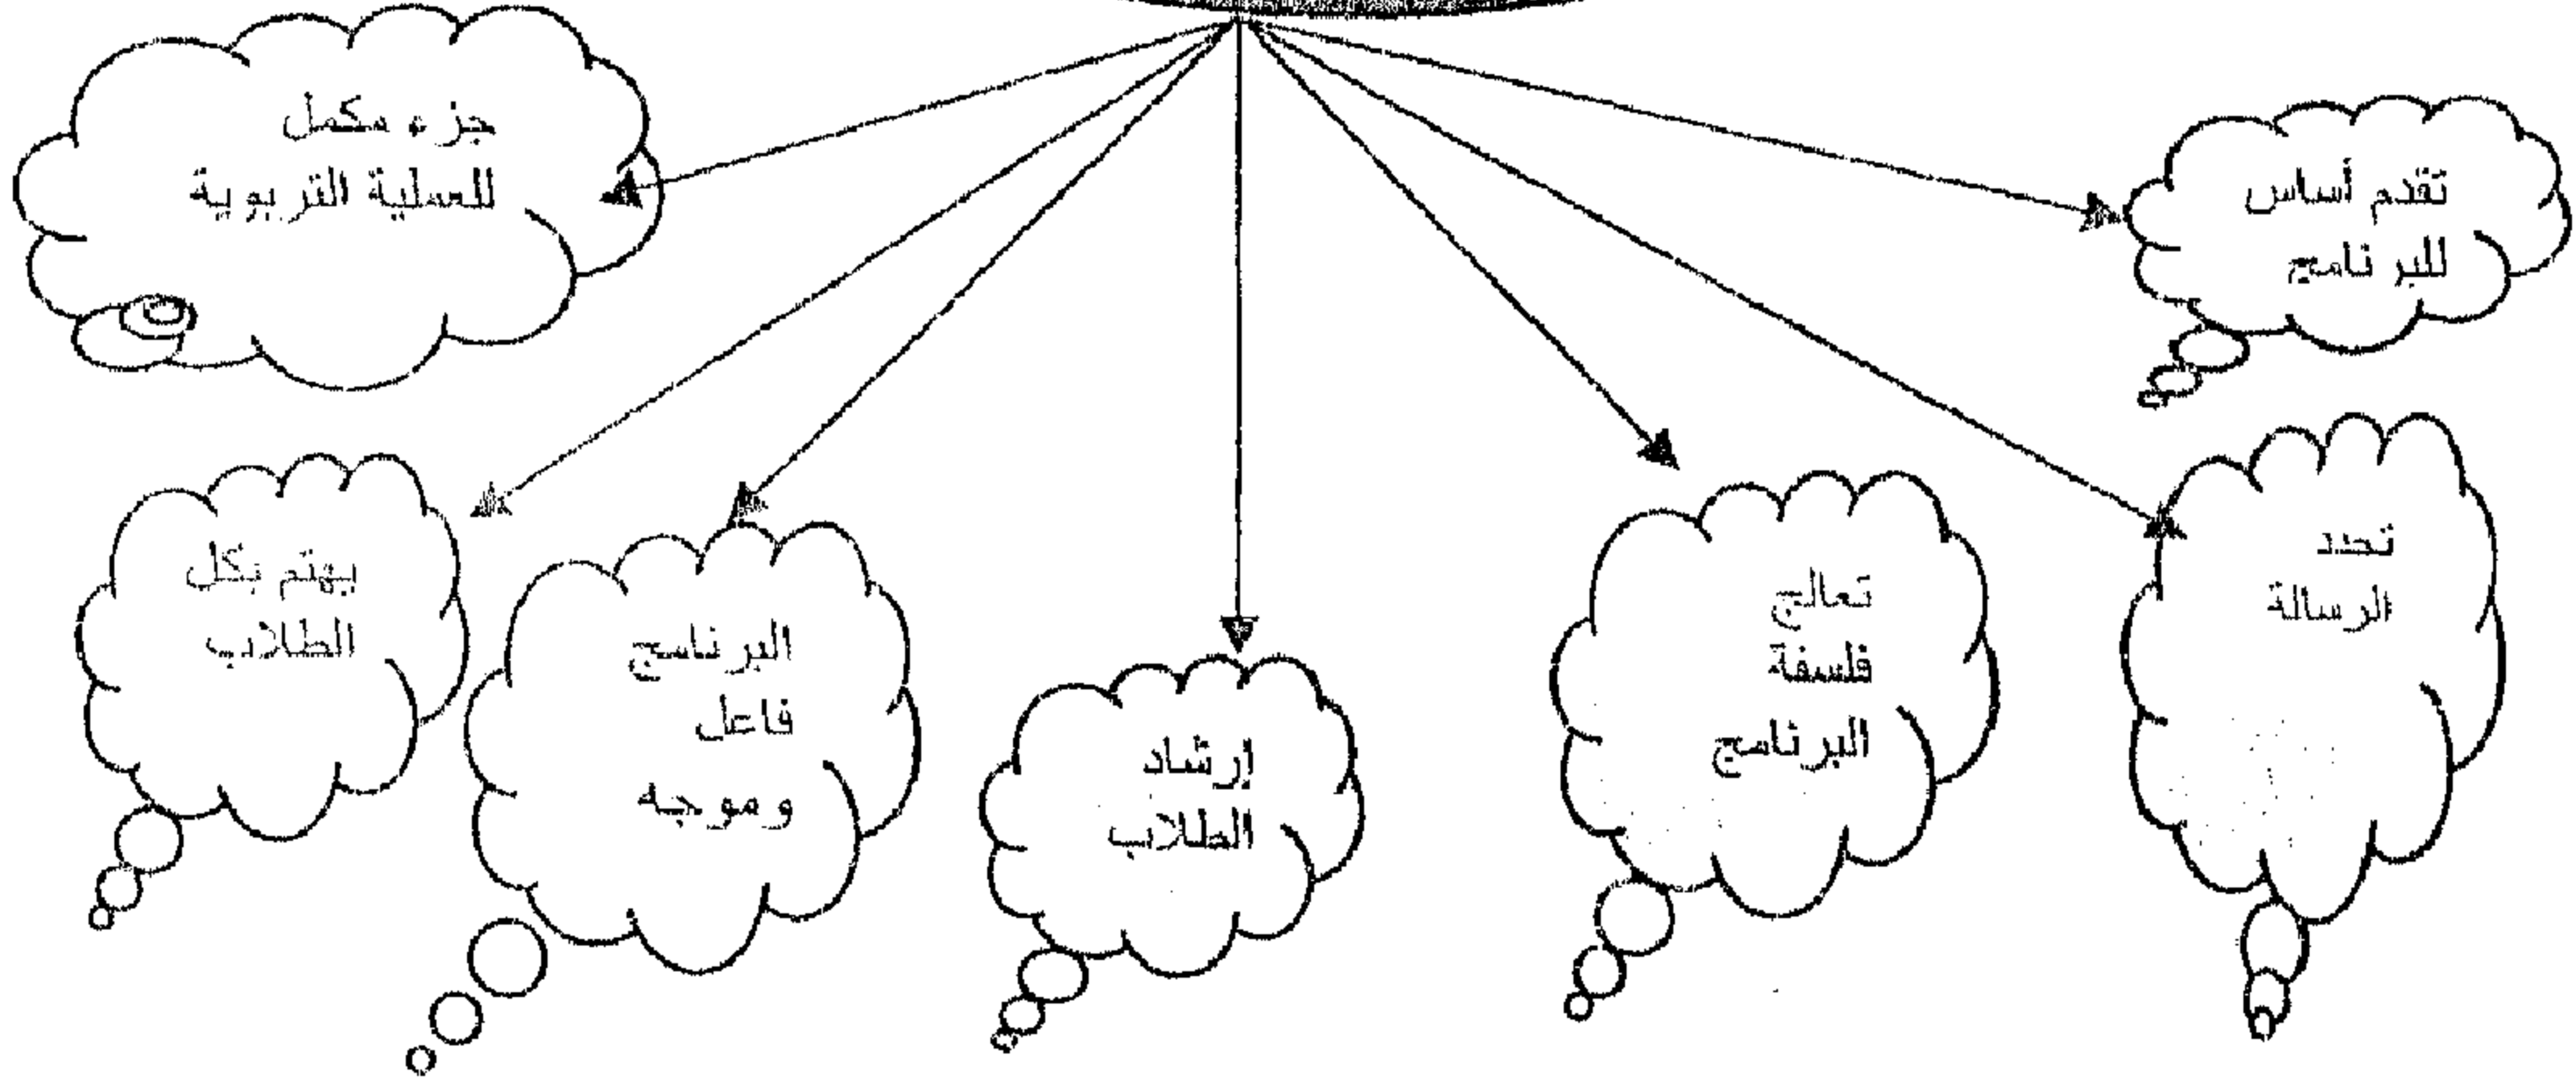 تقدم أساس
للبرنامج
تحدد
الرسالة
تعالج
فلسفة
البرنامج
إرشاد
الطلاب
البرنامج
فاعل
وموجه
يهتم بكل
الطلاب
جزء مكمل
للعملية التربوية